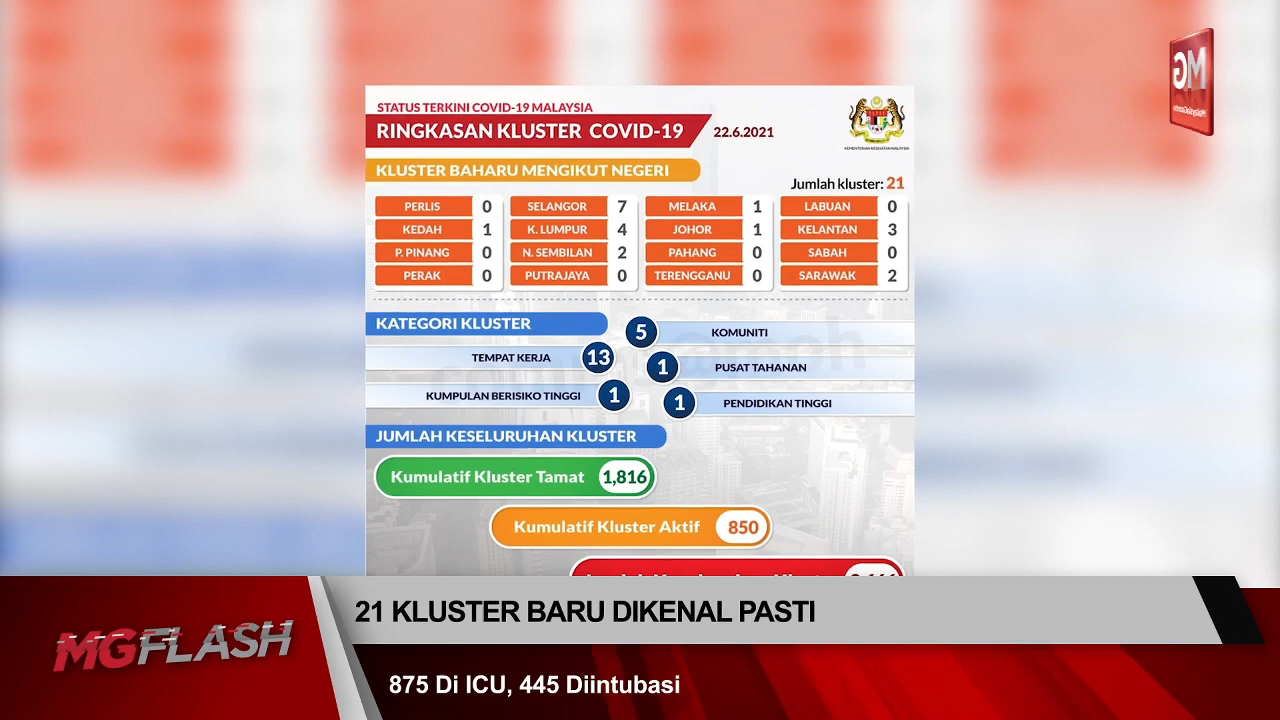 STATUS TERKINI COVID-19 MALAYSIA
RINGKASAN KLUSTER COVID-19
22.6.2021
KEMENTERIAN KESIHATAN MALAYSIA
KLUSTER BAHARU MENGIKUT NEGERI
Jumlah kluster: 21
PERLIS 0 SELANGOR 7 MELAKA 1 LABUAN 0
KEDAH 1 K. LUMPUR 4 JOHOR 1 KELANTAN 3
P. PINANG 0 N. SEMBILAN 2 PAHANG 0 SABAH 0
PERAK 0 PUTRAJAYA 0 TERENGGANU 0 SARAWAK 2
KATEGORI KLUSTER
5 KOMUNITI
TEMPAT KERJA 13
1 PUSAT TAHANAN
KUMPULAN BERISIKO TINGGI 1
1 PENDIDIKAN TINGGI
JUMLAH KESELURUHAN KLUSTER
Kumulatif Kluster Tamat 1,816
Kumulatif Kluster Aktif 850
21 KLUSTER BARU DIKENAL PASTI
MGFLASH
875 Di ICU, 445 Diintubasi
MG